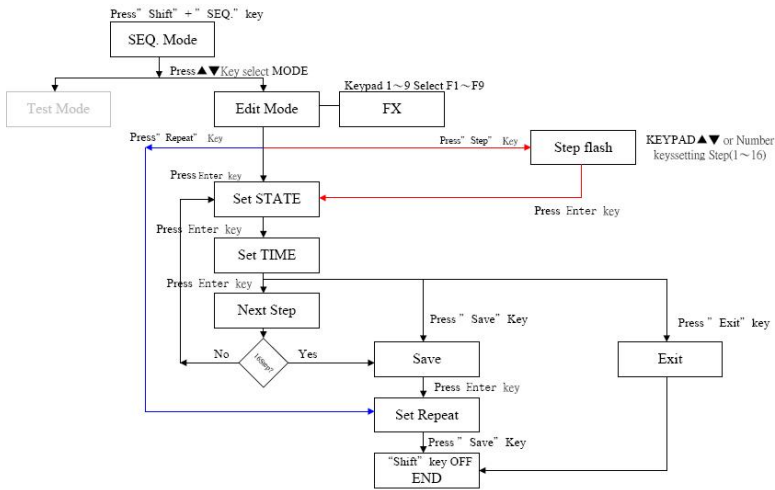 Press” Shift” + ” SEQ.” key
SEQ. Mode
Press▲▼Key select MODE
Keypad 1～9 Select F1～F9
Test Mode
Edit Mode
FX
Press“ Repeat” Key
Press” Step” Key
Step flash
KEYPAD▲▼ or Number
keyssetting Step(1～16)
Press Enter key
Set STATE
Press Enter key
Press Enter key
Set TIME
Press Enter key
Next Step
Press ” Save” Key
Press ” Exit” key
No
16Step?
Yes
Save
Exit
Press Enter key
Set Repeat
Press ” Save” Key
“Shift” key OFF
END